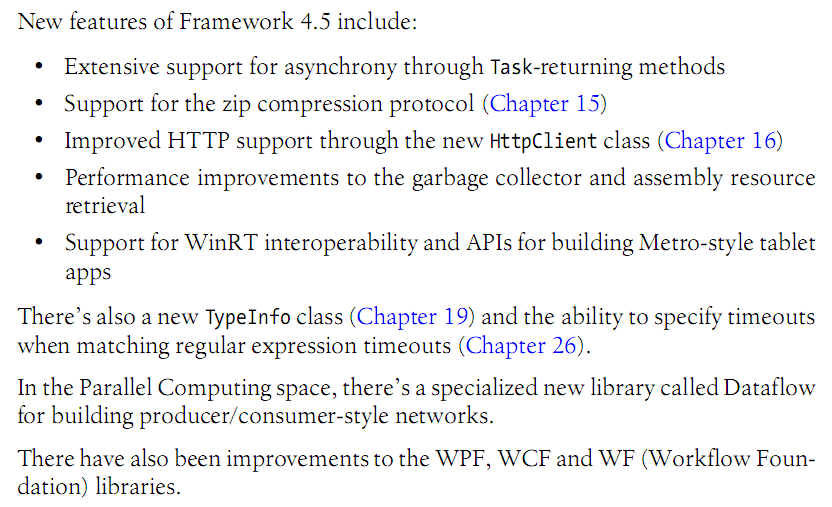 New features of Framework 4.5 include:
• Extensive support for asynchrony through Task-returning methods
• Support for the zip compression protocol (Chapter 15)
• Improved HTTP support through the new HttpClient class (Chapter 16)
• Performance improvements to the garbage collector and assembly resource
retrieval
• Support for WinRT interoperability and APIs for building Metro-style tablet
apps
There's also a new TypeInfo class (Chapter 19) and the ability to specify timeouts
when matching regular expression timeouts (Chapter 26).
In the Parallel Computing space, there's a specialized new library called Dataflow
for building producer/consumer-style networks.
There have also been improvements to the WPF, WCF and WF (Workflow Foun-
dation) libraries.